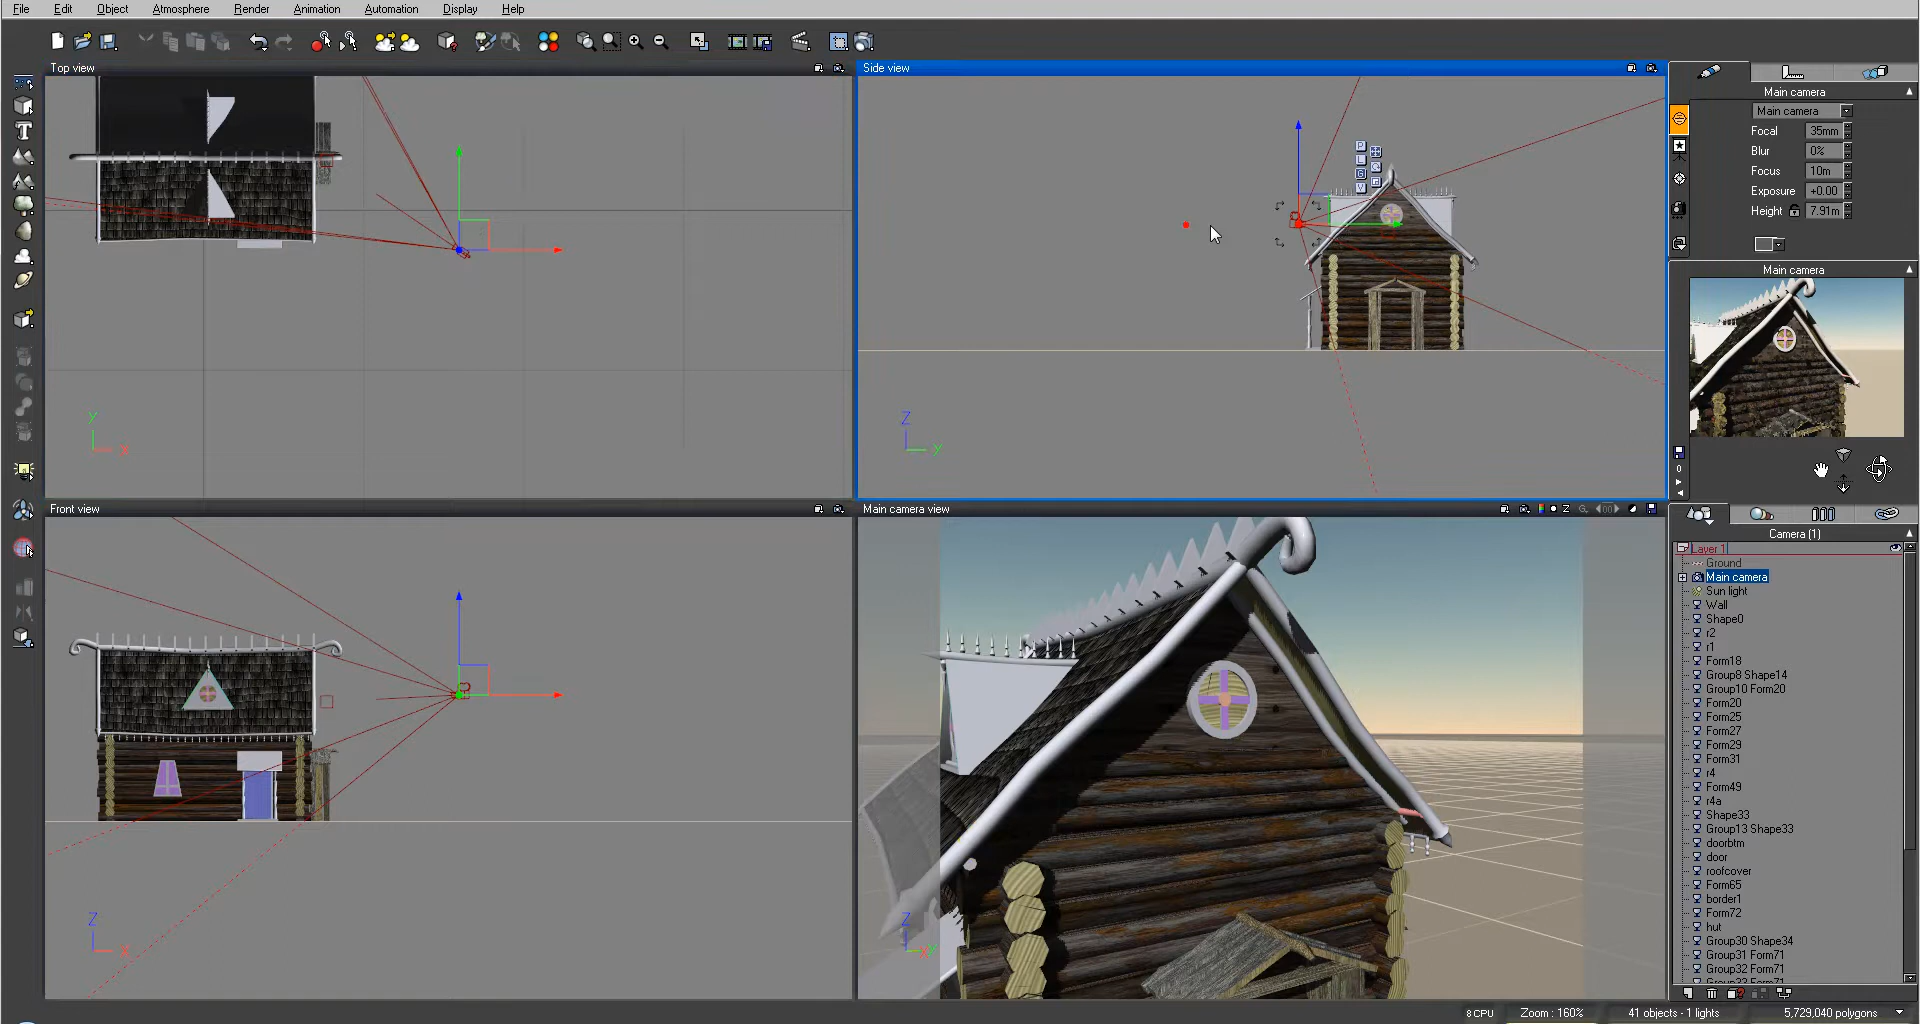 File Edit Object Atmosphere Render Animation Automation Display Help
Top view
Side view
Main camera
Main camera
Focal 35mm
Blur 0%
Focus 10m
Exposure +0.00
Height 7.91m
Main camera
P
L
G
V
T
Y
X
Z
Y
0
Front view
Main camera view
Z
Camera (1)
Layer 1
Ground
Main camera
Sun light
Wall
Shape0
r2
r1
Form18
Group8 Shape14
Group10 Form20
Form20
Form25
Form27
Form29
Form31
r4
Form49
r4a
Shape33
Group13 Shape33
doorbtm
door
roofcover
Form65
border1
Form72
hut
Group30 Shape34
Group31 Form71
Group32 Form71
Group33 Form71
Z
X
Z
XY
8 CPU Zoom : 160% 41 objects - 1 lights 5,729,040 polygons